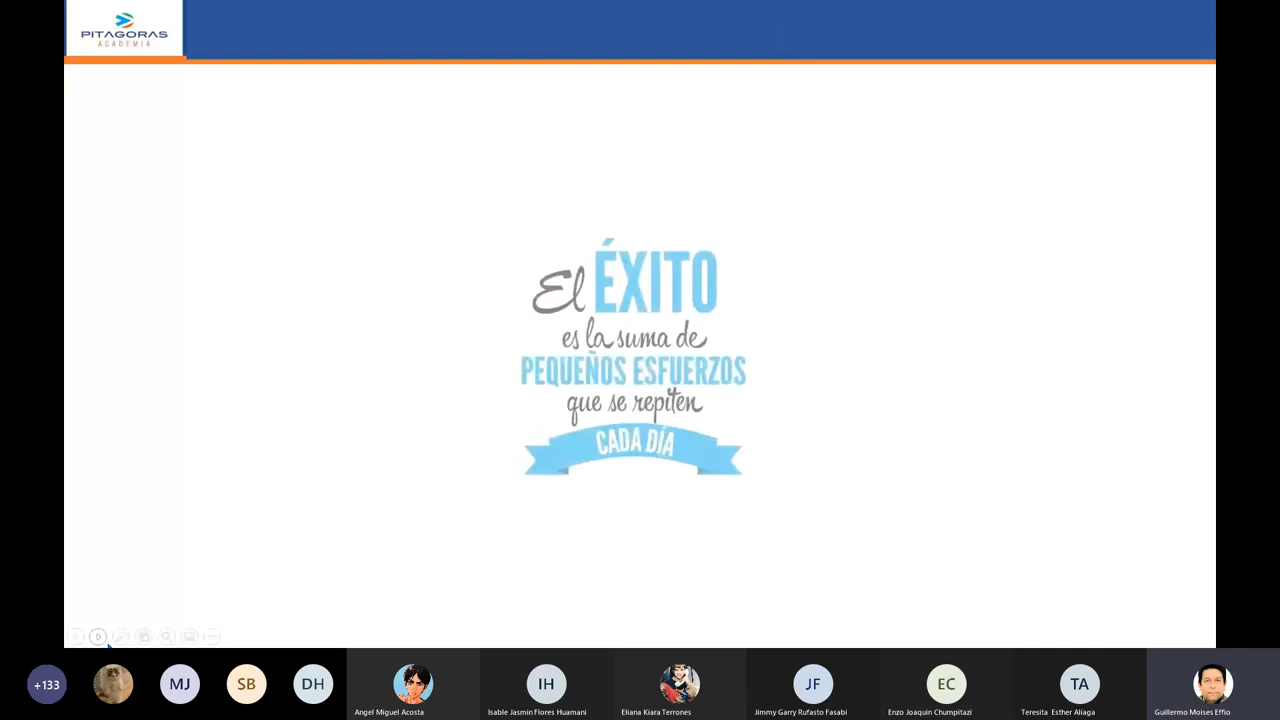 PITAGORAS
ACADEMIA
El ÉXITO
es la suma de
PEQUEÑOS ESFUERZOS
que se repiten
CADA DÍA
+133
MJ
SB
DH
IH
JF
EC
TA
Angel Miguel Acosta
Isable Jasmin Flores Huamani
Eliana Kiara Terrones
Jimmy Garry Rufasto Fasabi
Enzo Joaquin Chumpitazi
Teresita Esther Aliaga
Guillermo Moises Effio